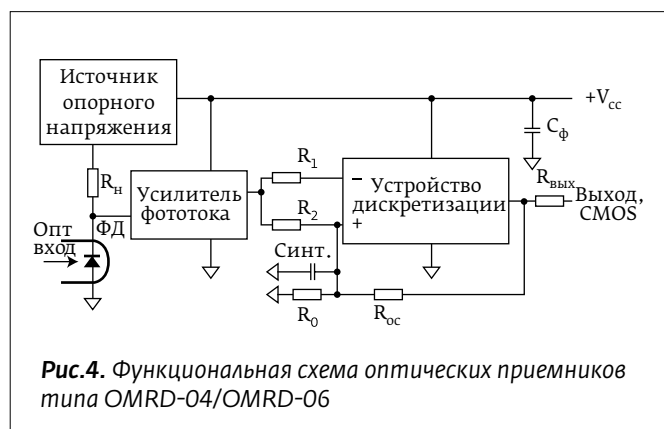 Источник
опорного
напряжения
+Vcc
Cф
Rн
R1
Rвых
Усилитель
фототока
−
Устройство
дискретизации
Выход,
CMOS
R2
+
Опт
вход
ФД
Cинт.
R0
Rос
Рис.4. Функциональная схема оптических приемников
типа OMRD-04/OMRD-06